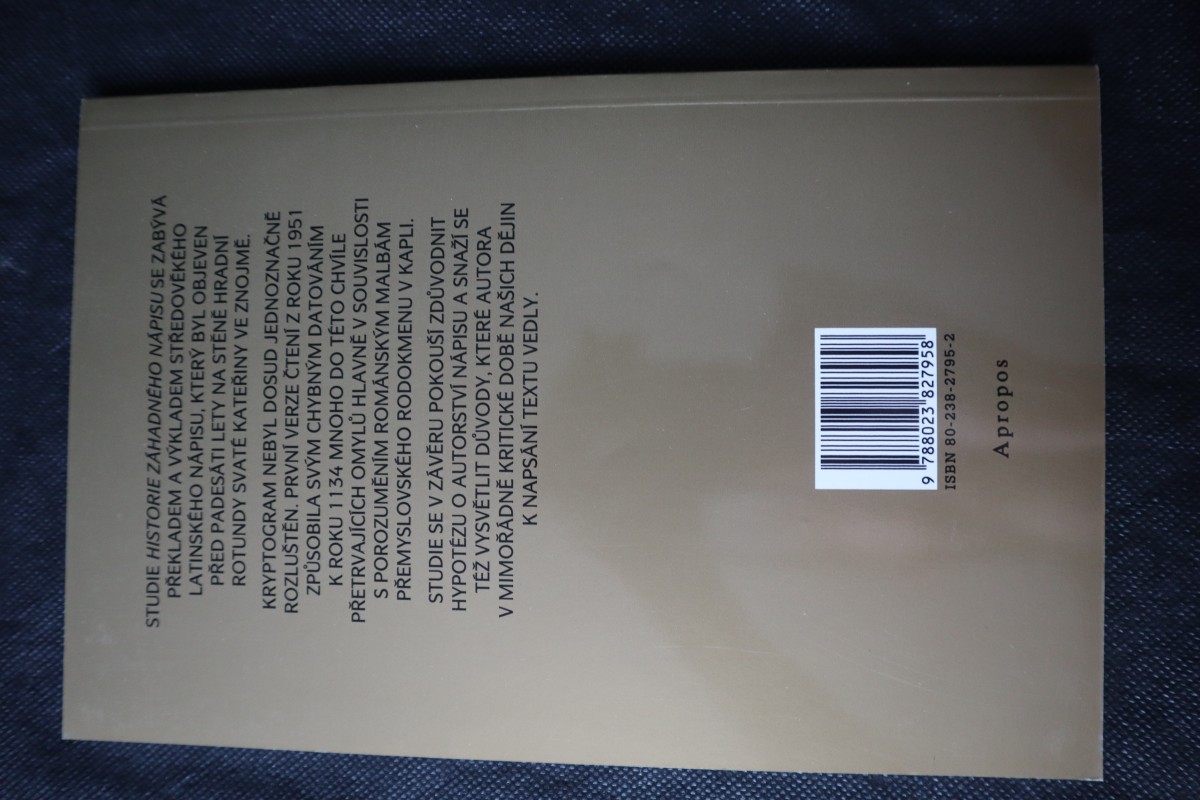 STUDIE HISTORIE ZÁHADNÉHO NÁPISU SE ZABÝVÁ
PŘEKLADEM A VÝKLADEM STŘEDOVĚKÉHO
LATINSKÉHO NÁPISU, KTERÝ BYL OBJEVEN
PŘED PADESÁTI LETY NA STĚNĚ HRADNÍ
ROTUNDY SVATÉ KATEŘINY VE ZNOJMĚ.
KRYPTOGRAM NEBYL DOSUD JEDNOZNAČNĚ
ROZLUŠTĚN. PRVNÍ VERZE ČTENÍ Z ROKU 1951
ZPŮSOBILA SVÝM CHYBNÝM DATOVÁNÍM
K ROKU 1134 MNOHO DO TÉTO CHVÍLE
PŘETRVAJÍCÍCH OMYLŮ HLAVNĚ V SOUVISLOSTI
S POROZUMĚNÍM ROMÁNSKÝM MALBÁM
PŘEMYSLOVSKÉHO RODOKMENU V KAPLI.
STUDIE SE V ZÁVĚRU POKOUŠÍ ZDŮVODNIT
HYPOTÉZU O AUTORSTVÍ NÁPISU A SNAŽÍ SE
TÉŽ VYSVĚTLIT DŮVODY, KTERÉ AUTORA
V MIMOŘÁDNĚ KRITICKÉ DOBĚ NAŠICH DĚJIN
K NAPSÁNÍ TEXTU VEDLY.
9 788023 827958
ISBN 80-238-2795-2
Apropos